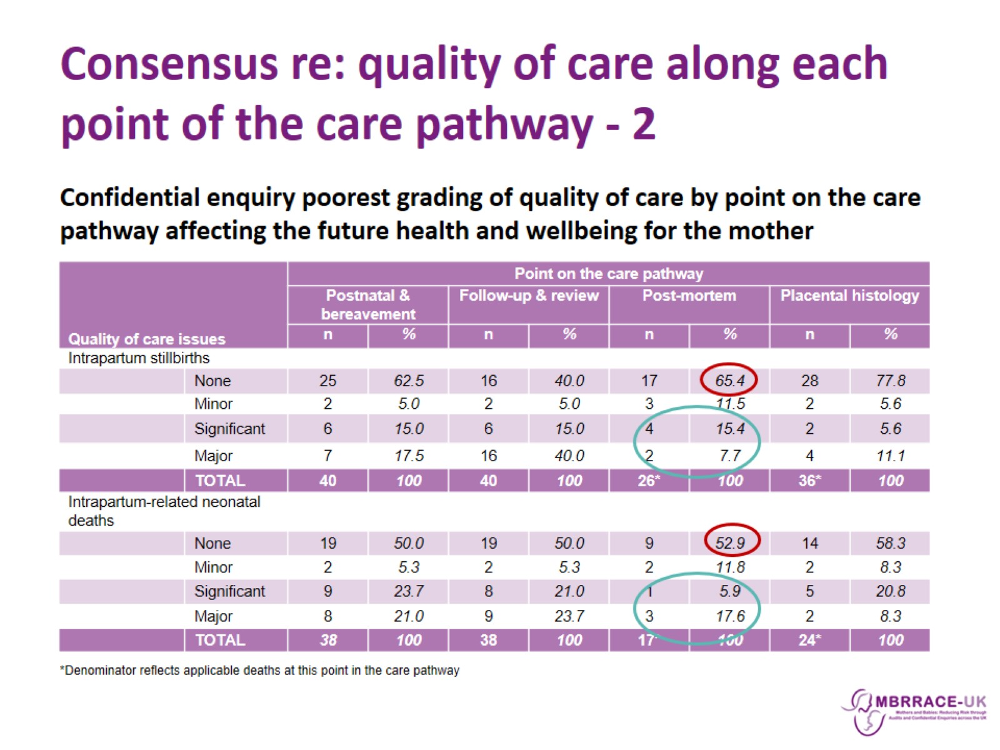 Consensus re: quality of care along each
point of the care pathway - 2
Confidential enquiry poorest grading of quality of care by point on the care
pathway affecting the future health and wellbeing for the mother
Point on the care pathway
Postnatal & bereavement Follow-up & review Post-mortem Placental histology
Quality of care issues n % n % n % n %
Intrapartum stillbirths
None 25 62.5 16 40.0 17 65.4 28 77.8
Minor 2 5.0 2 5.0 3 11.5 2 5.6
Significant 6 15.0 6 15.0 4 15.4 2 5.6
Major 7 17.5 16 40.0 2 7.7 4 11.1
TOTAL 40 100 40 100 26* 100 36* 100
Intrapartum-related neonatal
deaths
None 19 50.0 19 50.0 9 52.9 14 58.3
Minor 2 5.3 2 5.3 2 11.8 2 8.3
Significant 9 23.7 8 21.0 1 5.9 5 20.8
Major 8 21.0 9 23.7 3 17.6 2 8.3
TOTAL 38 100 38 100 17* 100 24* 100
*Denominator reflects applicable deaths at this point in the care pathway
MBRRACE-UK
Mothers and Babies: Reducing Risk through
Audits and Confidential Enquiries across the UK